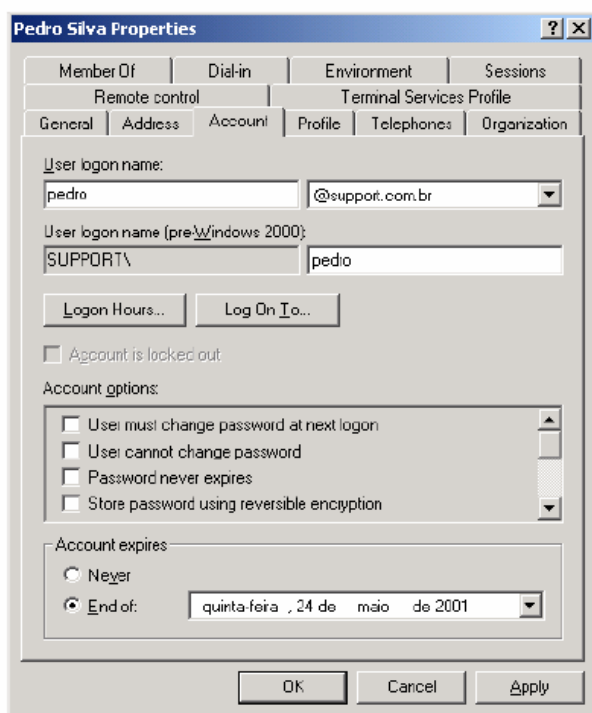 Pedro Silva Properties
Member Of Dial-in Environment Sessions
Remote control Terminal Services Profile
General Address Account Profile Telephones Organization
User logon name:
pedro @support.com.br
User logon name (pre-Windows 2000):
SUPPORT\ pedro
Logon Hours... Log On To...
Account is locked out
Account options:
User must change password at next logon
User cannot change password
Password never expires
Store password using reversible encryption
Account expires
Never
End of: quinta-feira , 24 de maio de 2001
OK Cancel Apply